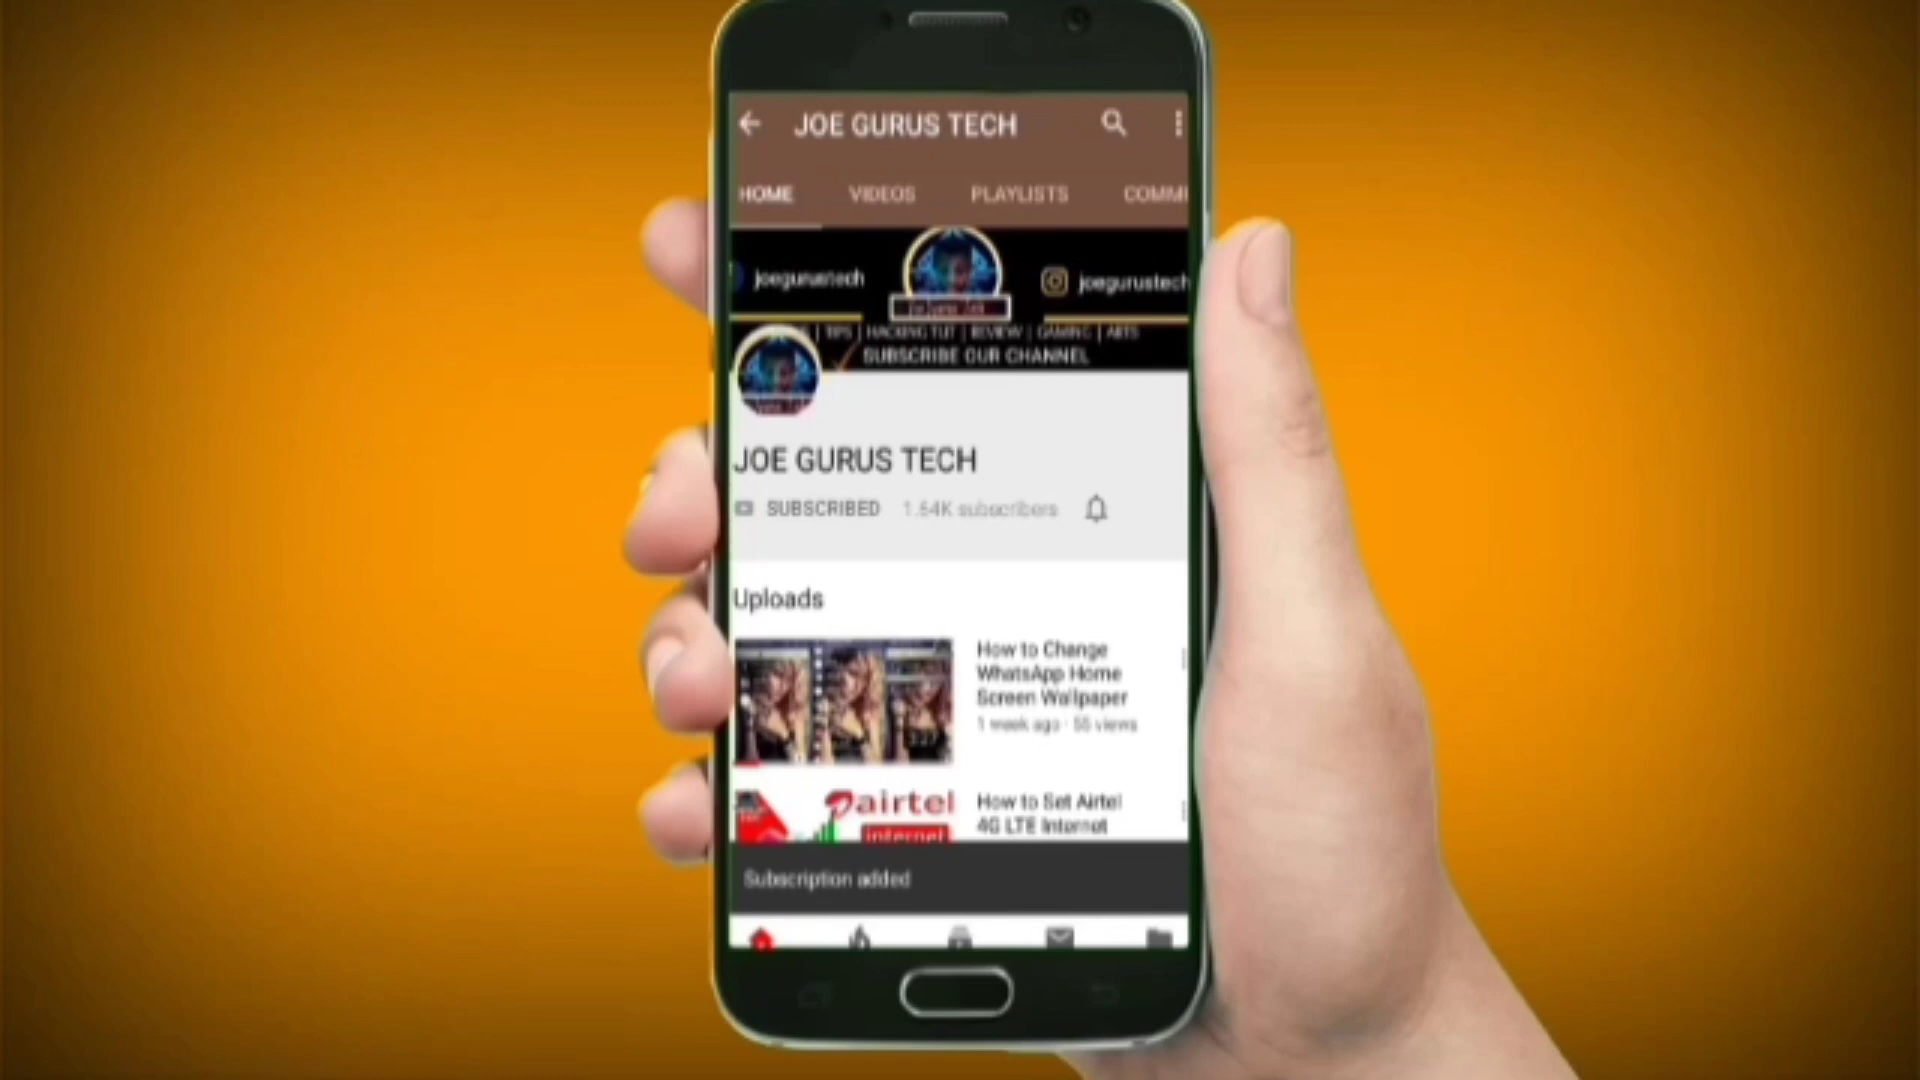 JOE GURUS TECH
HOME VIDEOS PLAYLISTS COMM
joegurustech
joegurustech
| TIPS | HACKING TUT | REVIEW | GAMING | ARTS
SUBSCRIBE OUR CHANNEL
JOE GURUS TECH
SUBSCRIBED 1.64K subscribers
Uploads
How to Change
WhatsApp Home
Screen Wallpaper
1 week ago · 55 views
airtel
internet
How to Set Airtel
4G LTE Internet
Subscription added